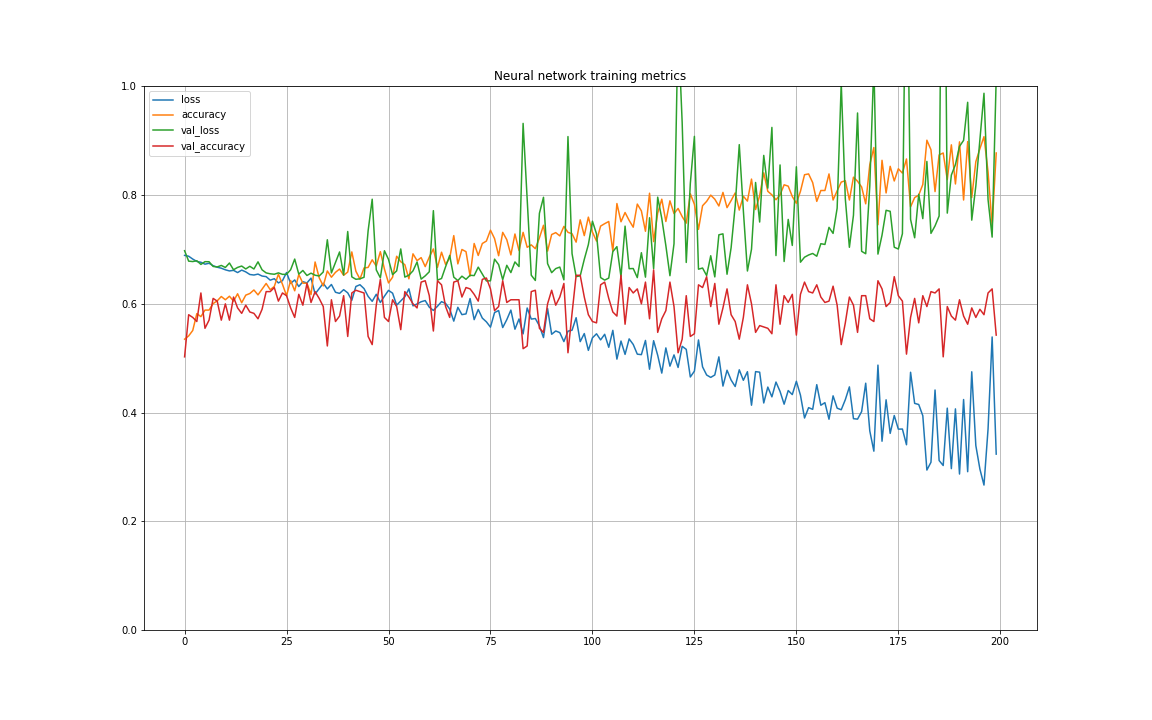 Neural network training metrics
loss
accuracy
val_loss
val_accuracy
1.0
0.8
0.6
0.4
0.2
0.0
0 25 50 75 100 125 150 175 200